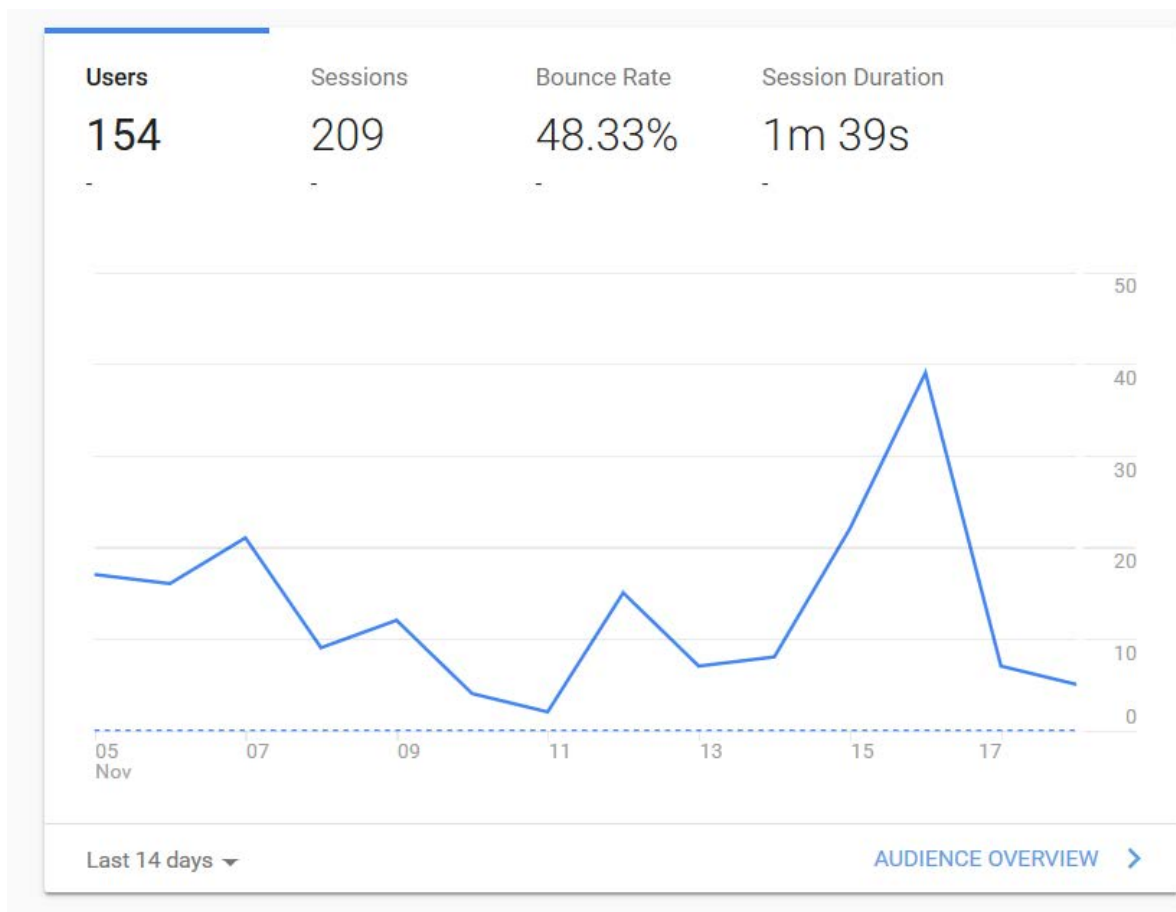 Users Sessions Bounce Rate Session Duration
154 209 48.33% 1m 39s
- - - -
50
40
30
20
10
0
05 07 09 11 13 15 17
Nov
Last 14 days AUDIENCE OVERVIEW